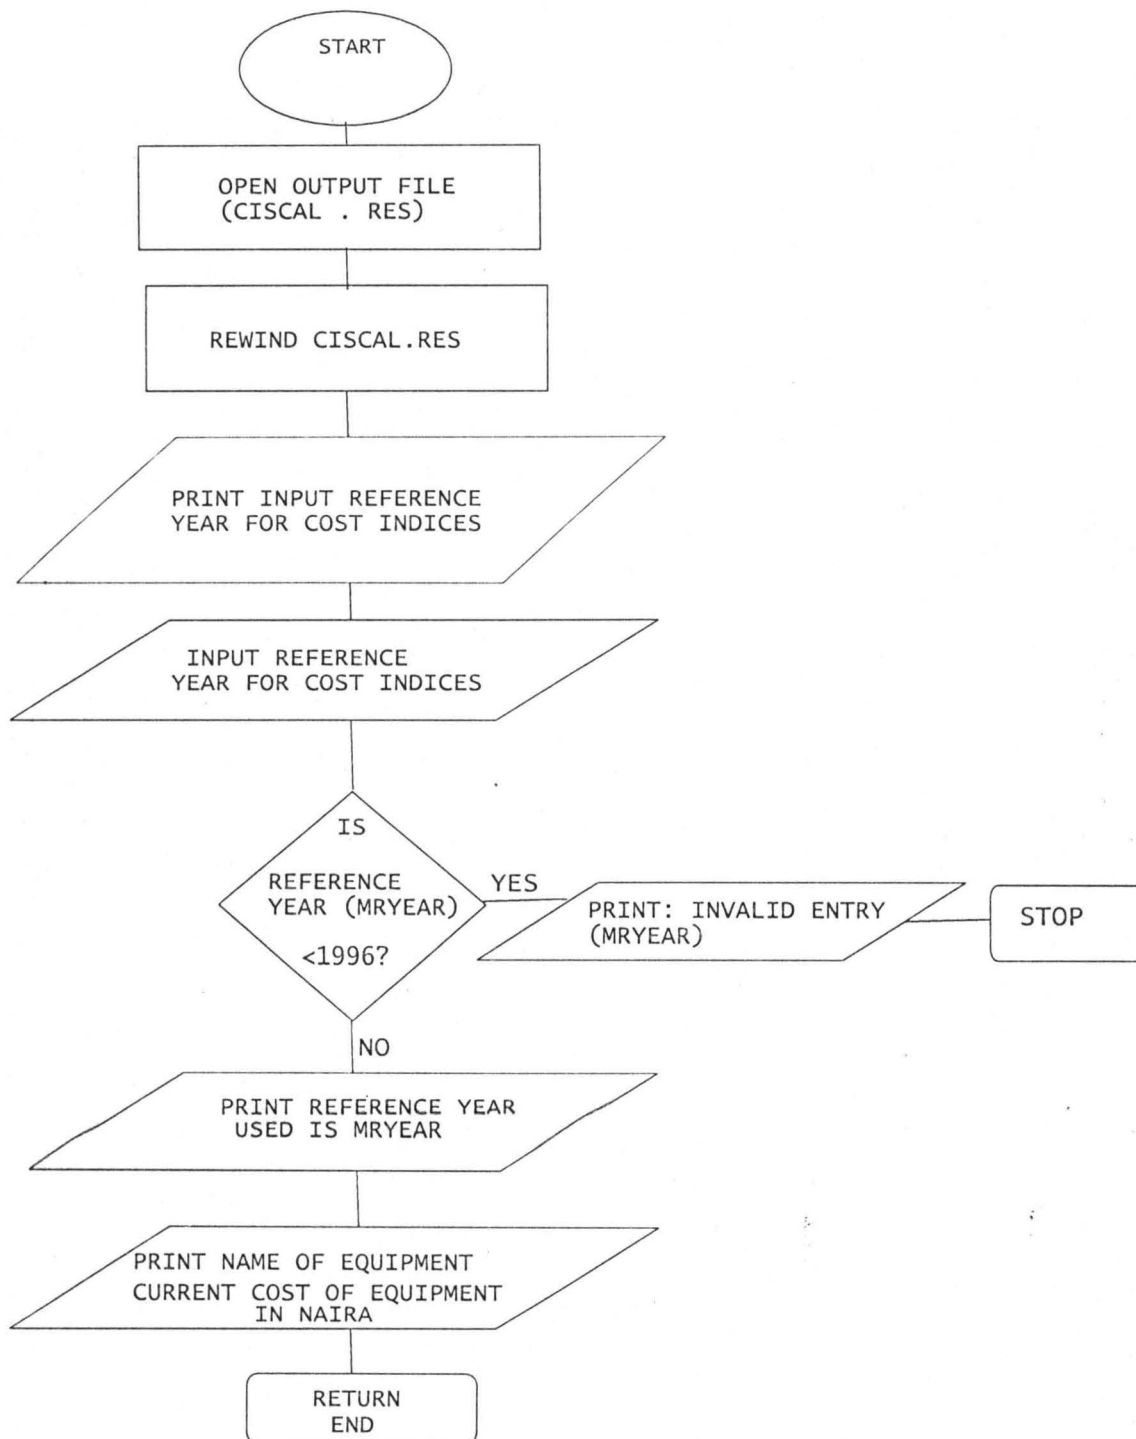 START
OPEN OUTPUT FILE
(CISCAL . RES)
REWIND CISCAL.RES
PRINT INPUT REFERENCE
YEAR FOR COST INDICES
INPUT REFERENCE
YEAR FOR COST INDICES
IS
REFERENCE
YEAR (MRYEAR)
<1996?
YES
PRINT: INVALID ENTRY
(MRYEAR)
STOP
NO
PRINT REFERENCE YEAR
USED IS MRYEAR
PRINT NAME OF EQUIPMENT
CURRENT COST OF EQUIPMENT
IN NAIRA
RETURN
END